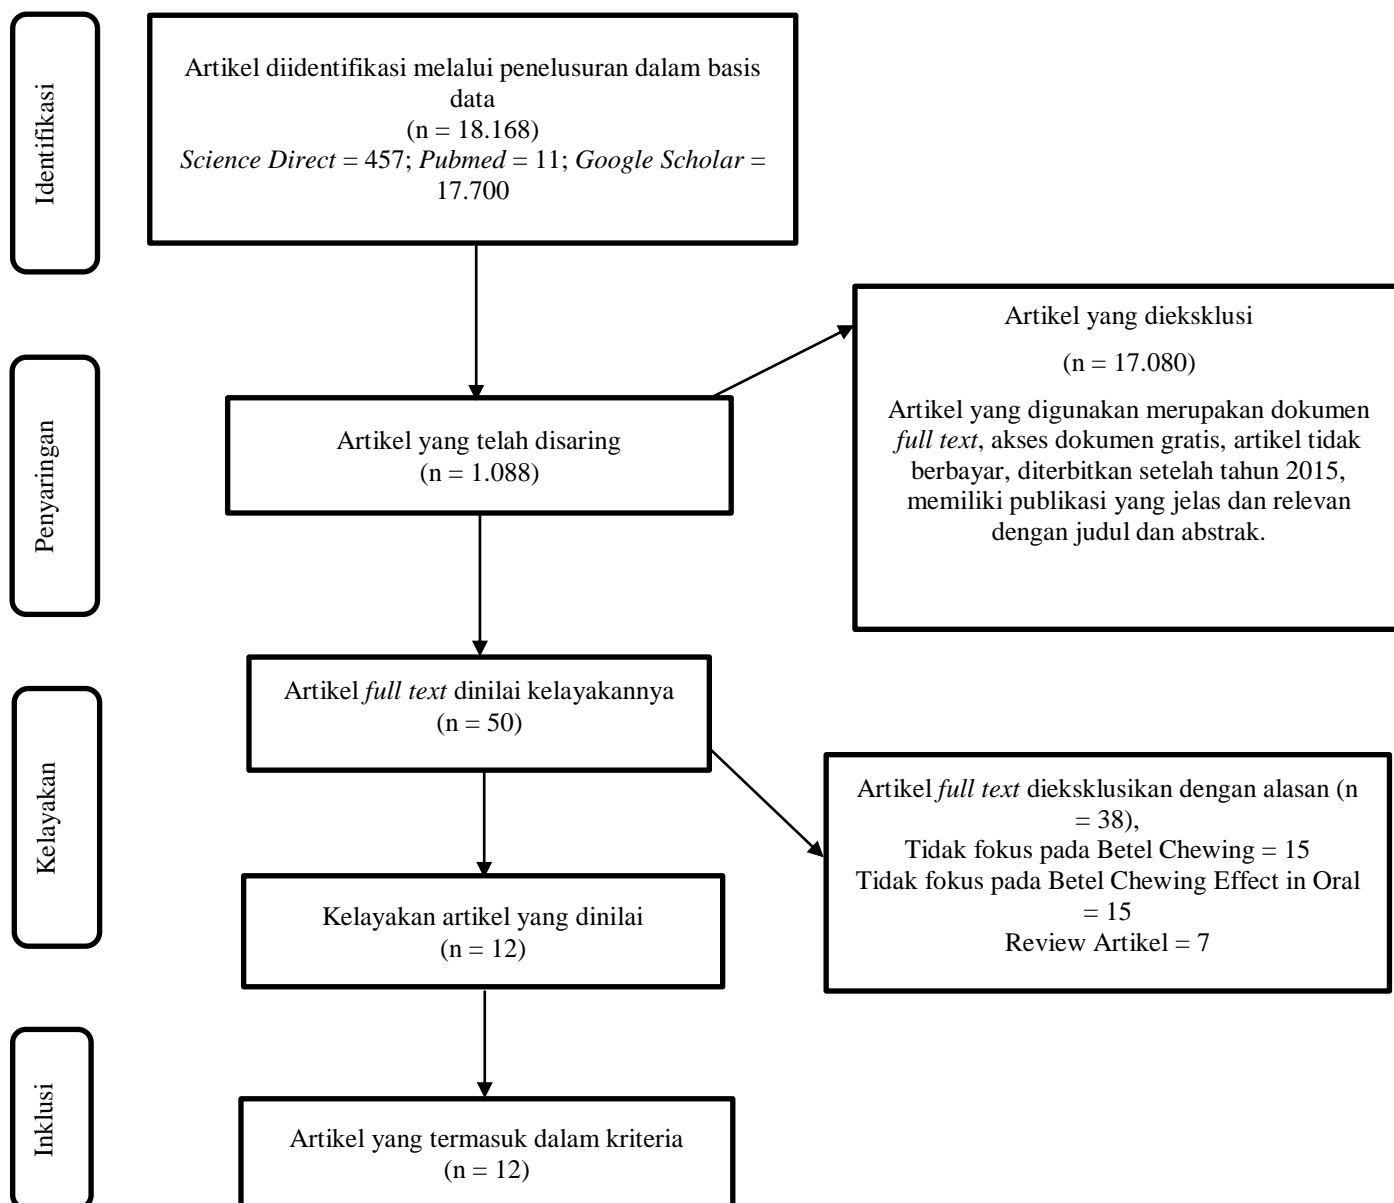 Identifikasi
Artikel diidentifikasi melalui penelusuran dalam basis
data
(n = 18.168)
Science Direct = 457; Pubmed = 11; Google Scholar =
17.700
Penyaringan
Artikel yang telah disaring
(n = 1.088)
Artikel yang dieksklusi
(n = 17.080)
Artikel yang digunakan merupakan dokumen
full text, akses dokumen gratis, artikel tidak
berbayar, diterbitkan setelah tahun 2015,
memiliki publikasi yang jelas dan relevan
dengan judul dan abstrak.
Kelayakan
Artikel full text dinilai kelayakannya
(n = 50)
Artikel full text dieksklusikan dengan alasan (n
= 38),
Tidak fokus pada Betel Chewing = 15
Tidak fokus pada Betel Chewing Effect in Oral
= 15
Review Artikel = 7
Kelayakan artikel yang dinilai
(n = 12)
Inklusi
Artikel yang termasuk dalam kriteria
(n = 12)